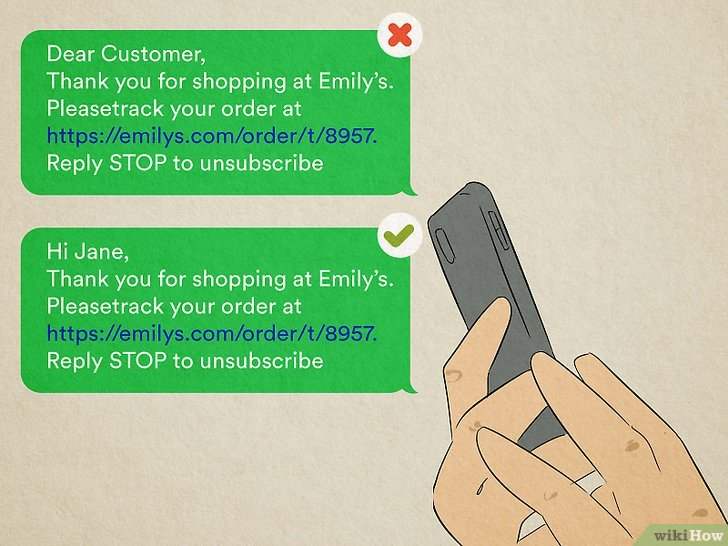 Dear Customer,
Thank you for shopping at Emily's.
Pleasetrack your order at
https://emilys.com/order/t/8957.
Reply STOP to unsubscribe
Hi Jane,
Thank you for shopping at Emily's.
Pleasetrack your order at
https://emilys.com/order/t/8957.
Reply STOP to unsubscribe
wikiHow